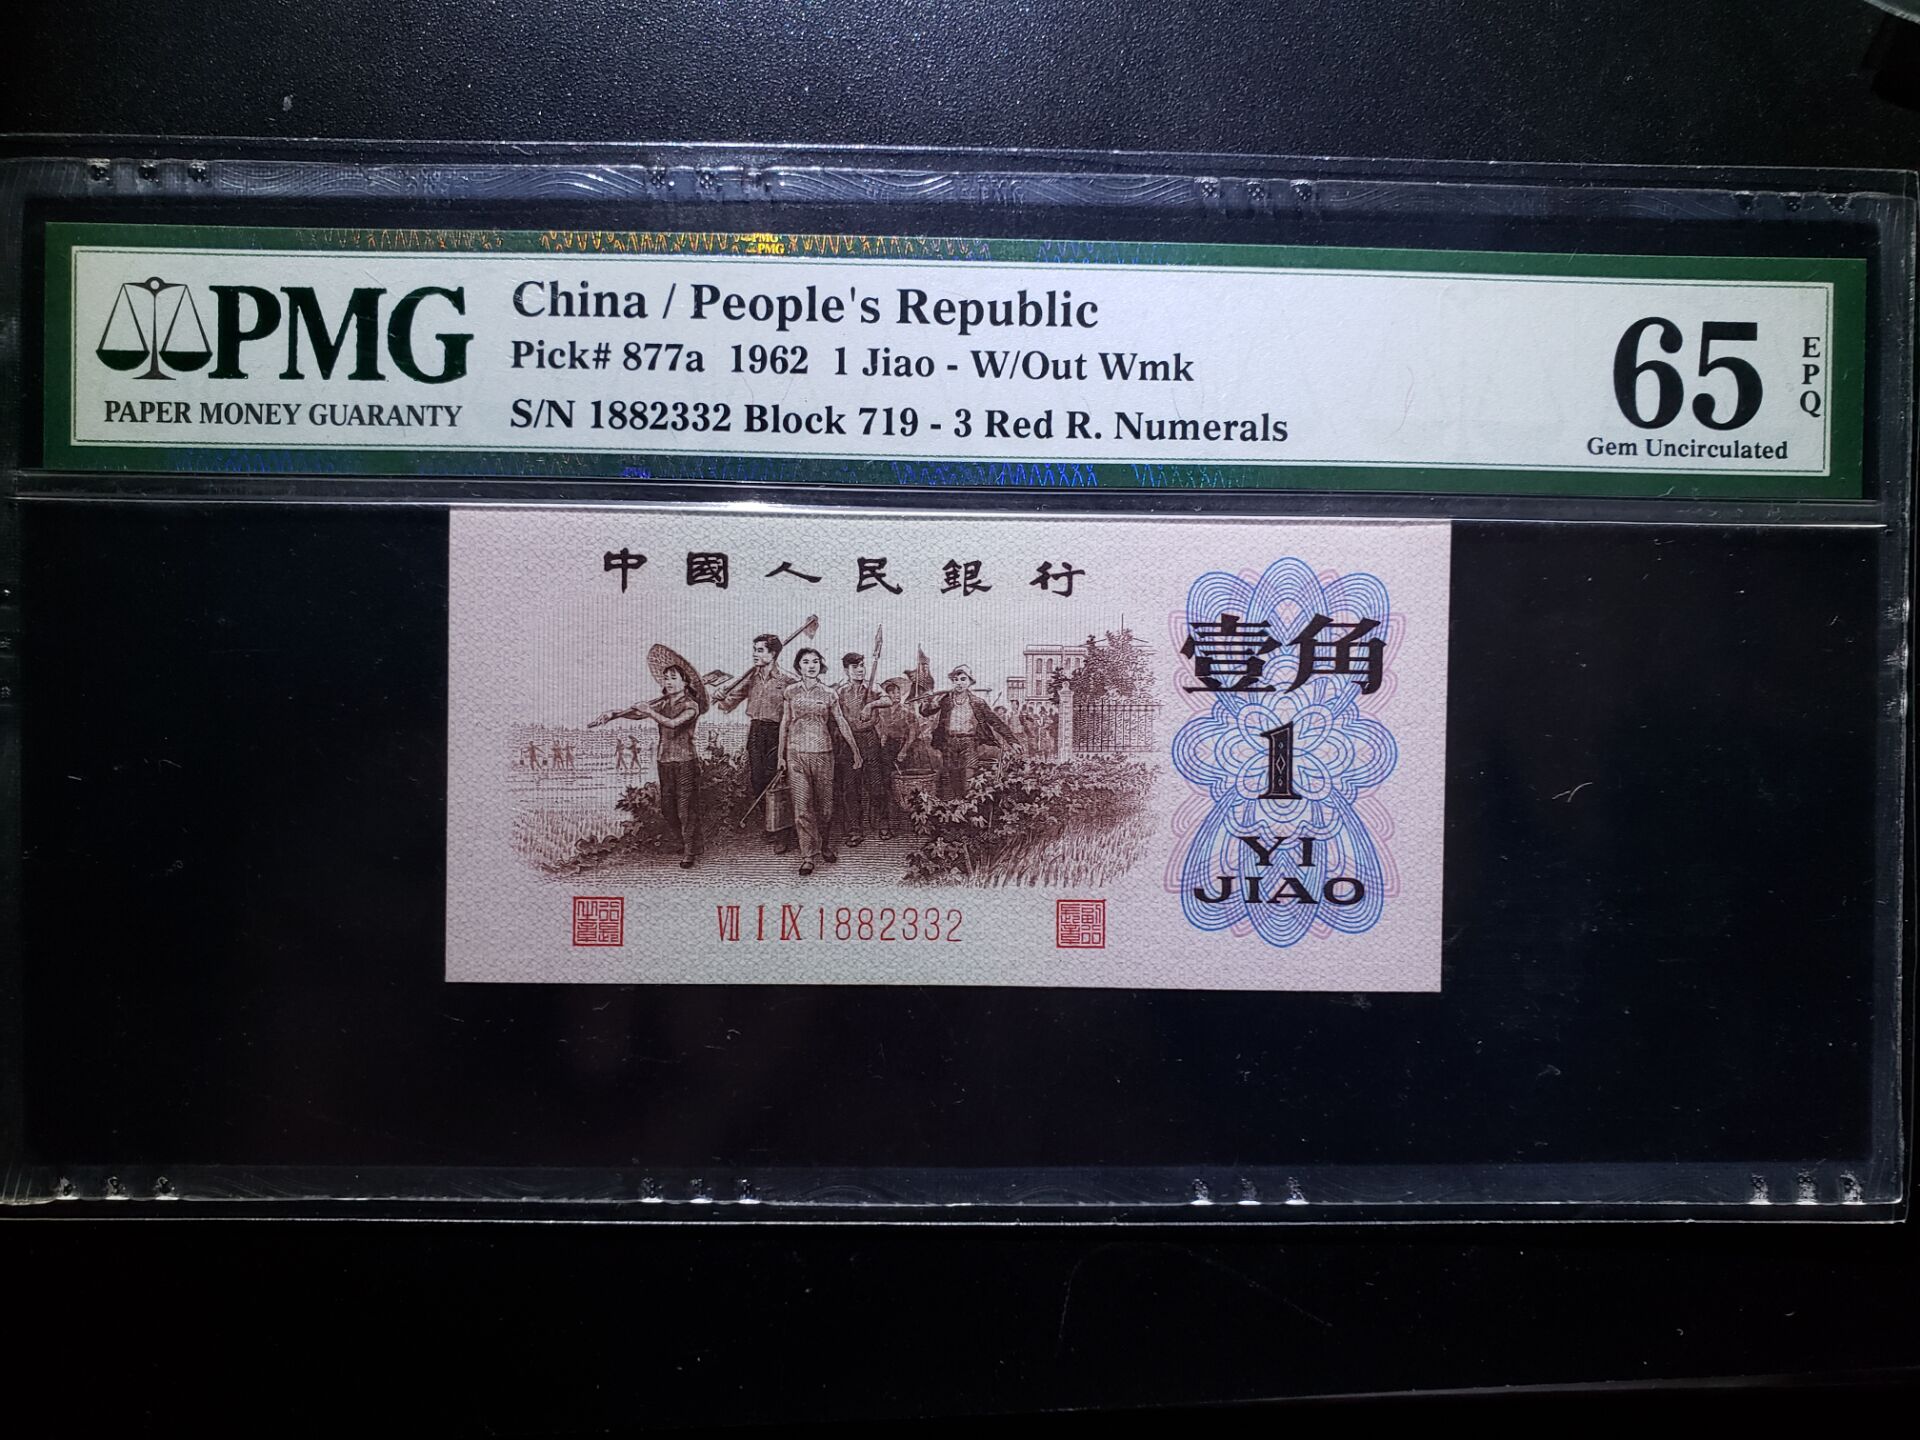 PMG
PAPER MONEY GUARANTY
China / People's Republic
Pick# 877a 1962 1 Jiao - W/Out Wmk
S/N 1882332 Block 719 - 3 Red R. Numerals
65
EPQ
Gem Uncirculated
中國人民銀行
壹角
1
YI
JIAO
Ⅶ Ⅰ Ⅸ 1882332